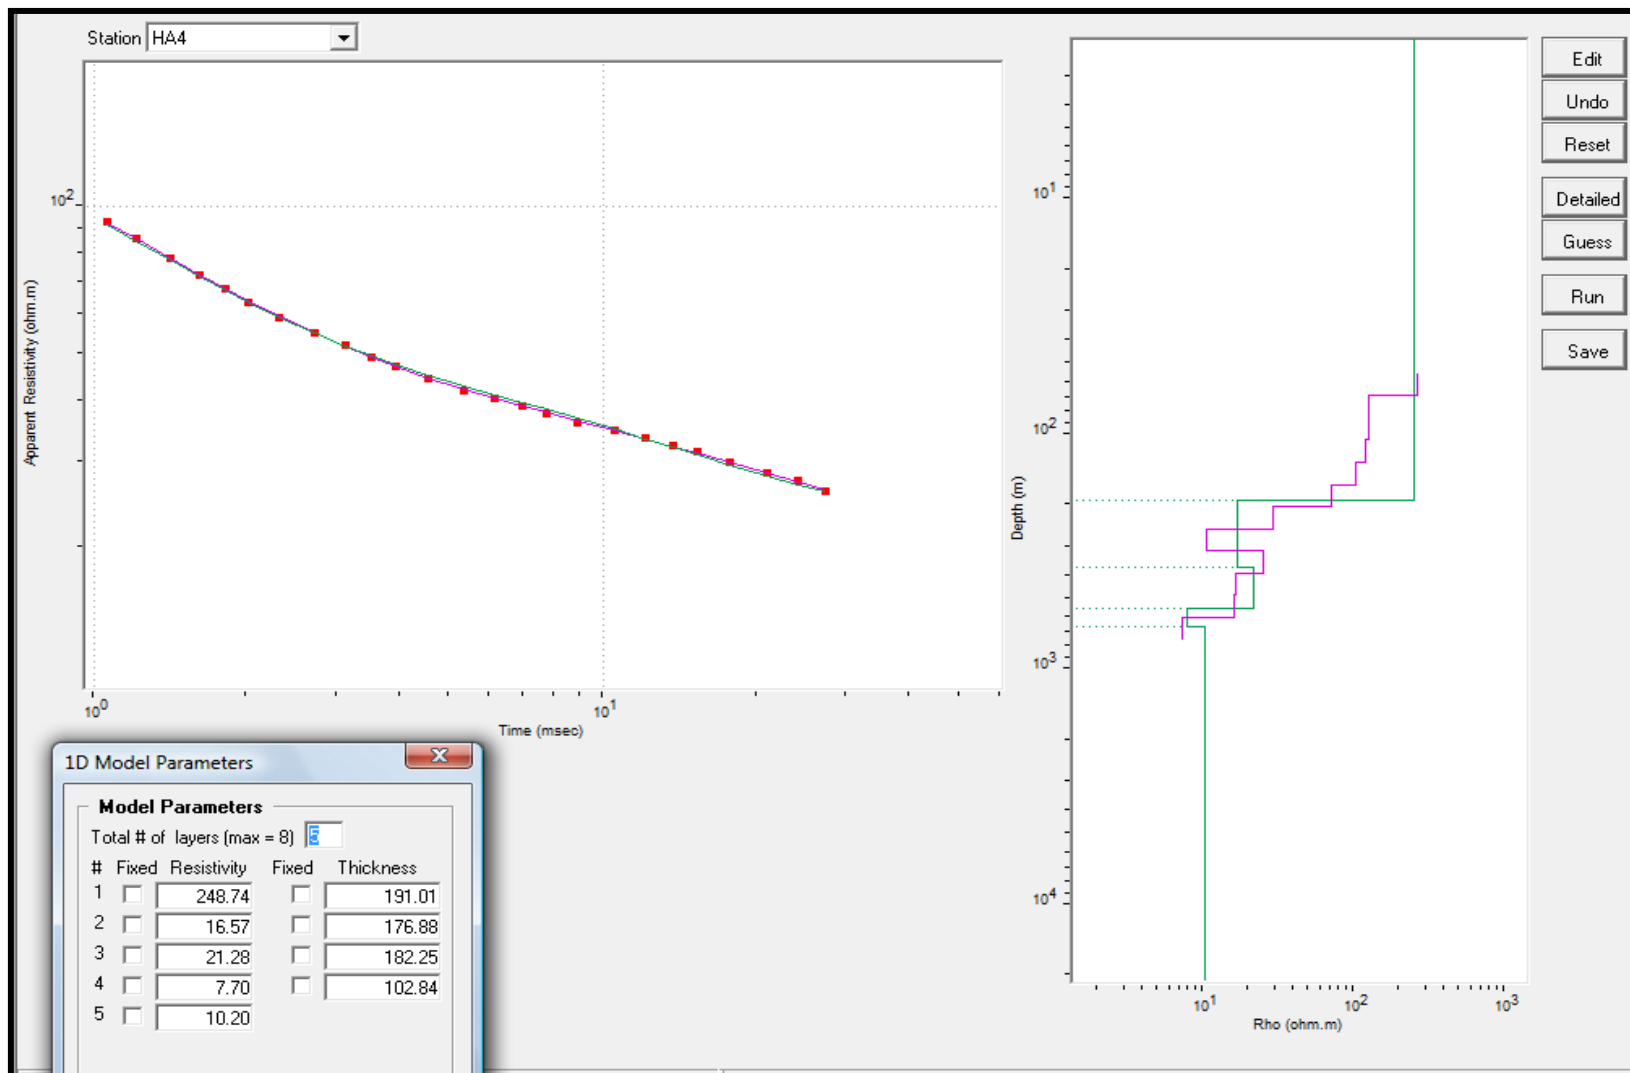 Station HA4
10²
Apparent Resistivity (ohm.m)
10⁰ 10¹
Time (msec)
10¹
10²
10³
10⁴
Depth (m)
10¹ 10² 10³
Rho (ohm.m)
Edit
Undo
Reset
Detailed
Guess
Run
Save
1D Model Parameters
Model Parameters
Total # of layers (max = 8) 5
# Fixed Resistivity Fixed Thickness
1 248.74 191.01
2 16.57 176.88
3 21.28 182.25
4 7.70 102.84
5 10.20